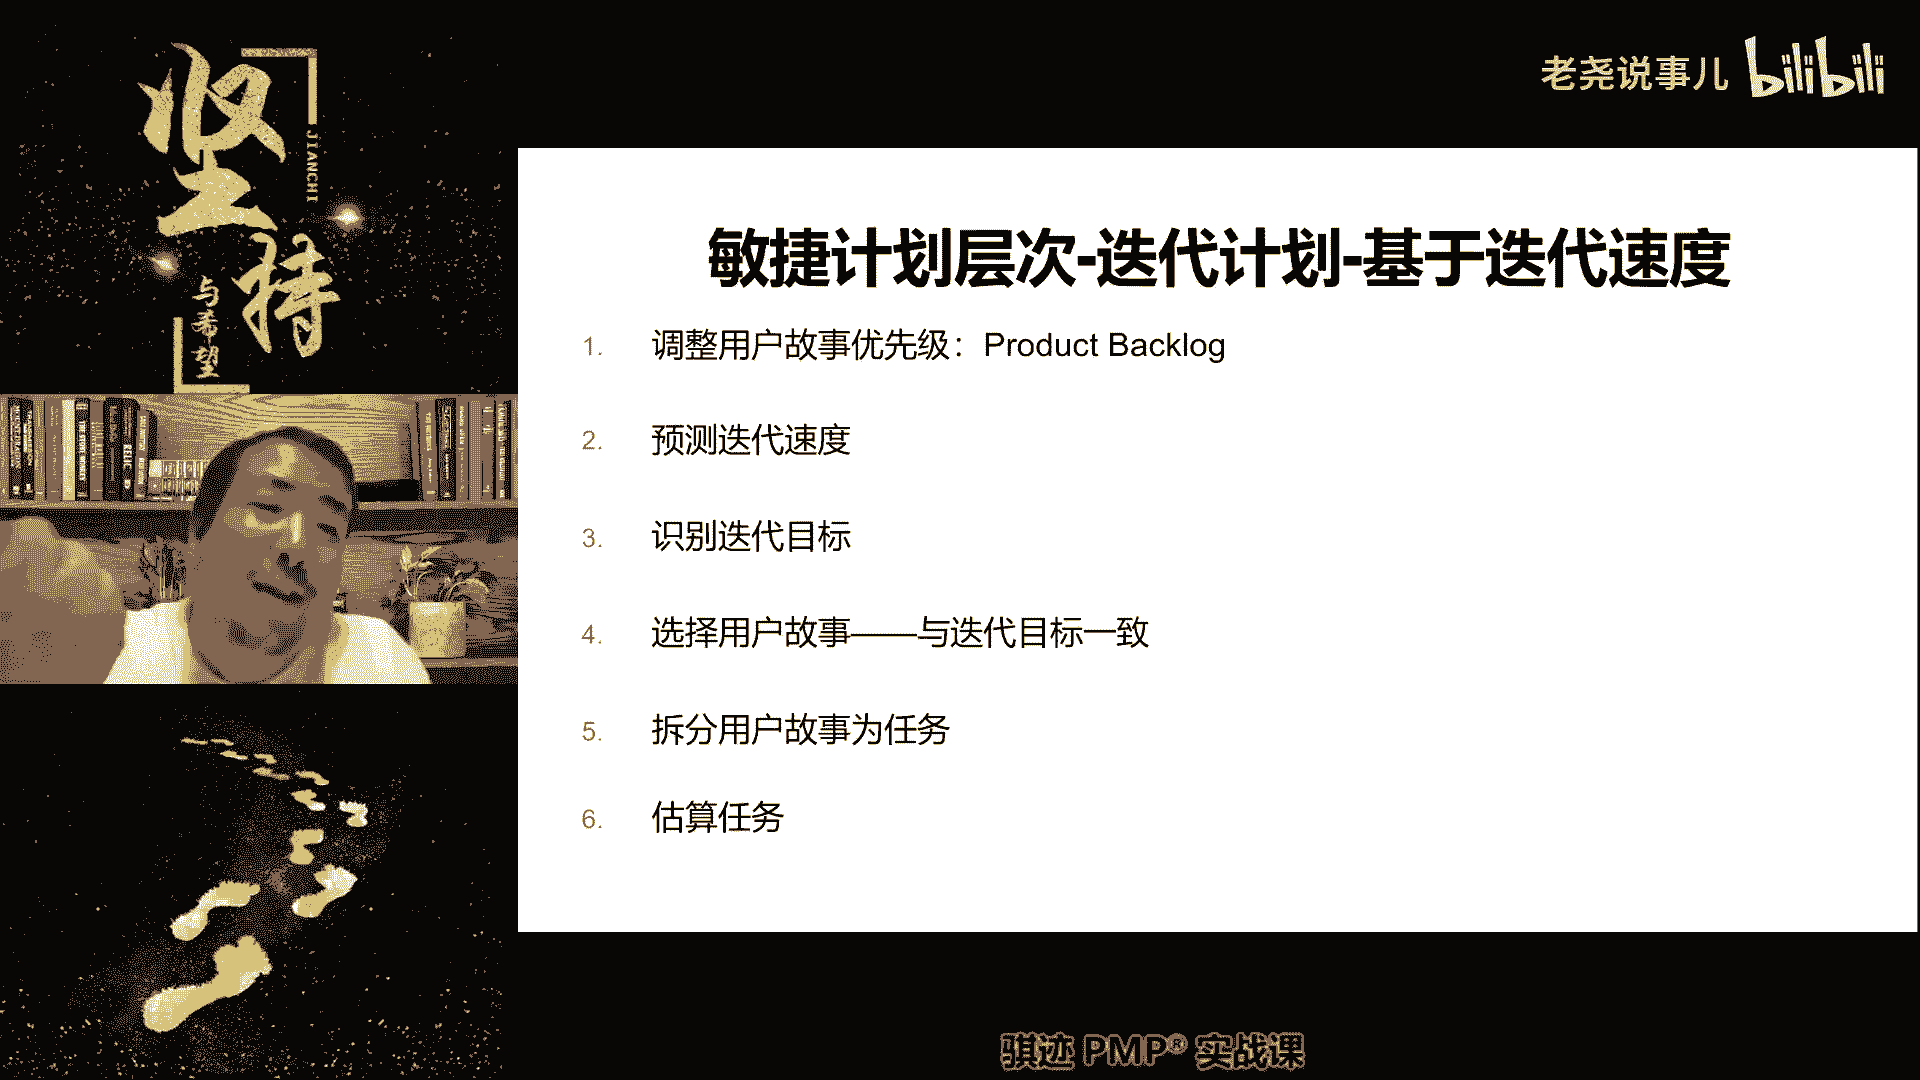 坚持
JIANCHI
与希望
老尧说事儿 bilibili
敏捷计划层次-迭代计划-基于迭代速度
1. 调整用户故事优先级：Product Backlog
2. 预测迭代速度
3. 识别迭代目标
4. 选择用户故事——与迭代目标一致
5. 拆分用户故事为任务
6. 估算任务
骐迹 PMP® 实战课